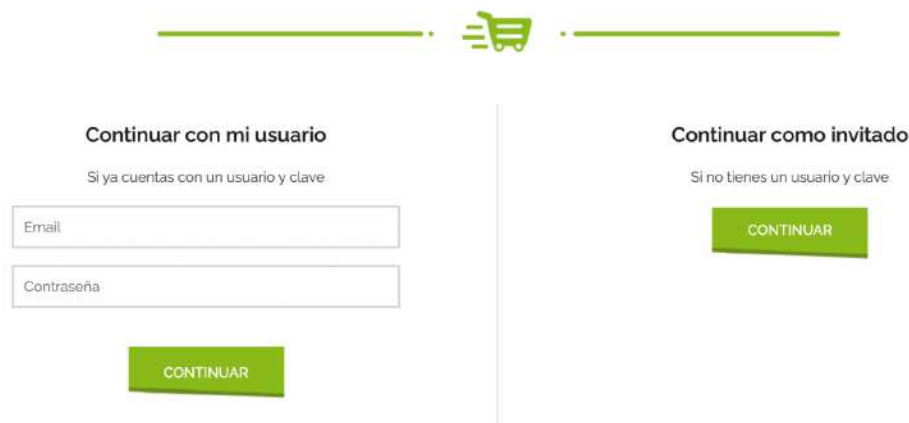 Continuar con mi usuario
Si ya cuentas con un usuario y clave
Email
Contraseña
CONTINUAR
Continuar como invitado
Si no tienes un usuario y clave
CONTINUAR